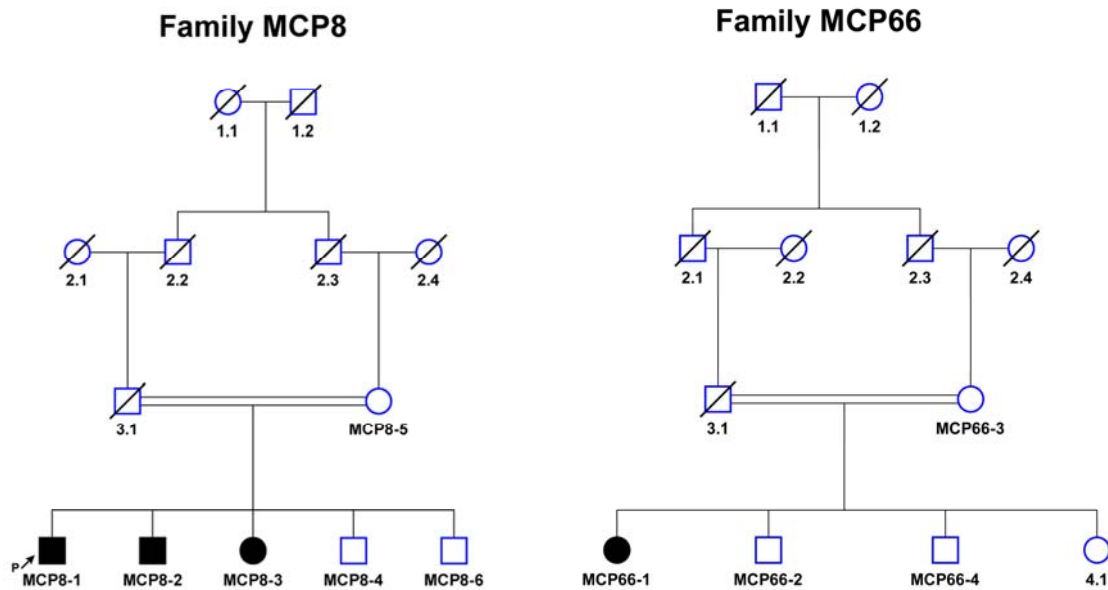 Family MCP8
1.1 1.2
2.1 2.2 2.3 2.4
3.1 MCP8-5
P
MCP8-1 MCP8-2 MCP8-3 MCP8-4 MCP8-6
Family MCP66
1.1 1.2
2.1 2.2 2.3 2.4
3.1 MCP66-3
MCP66-1 MCP66-2 MCP66-4 4.1